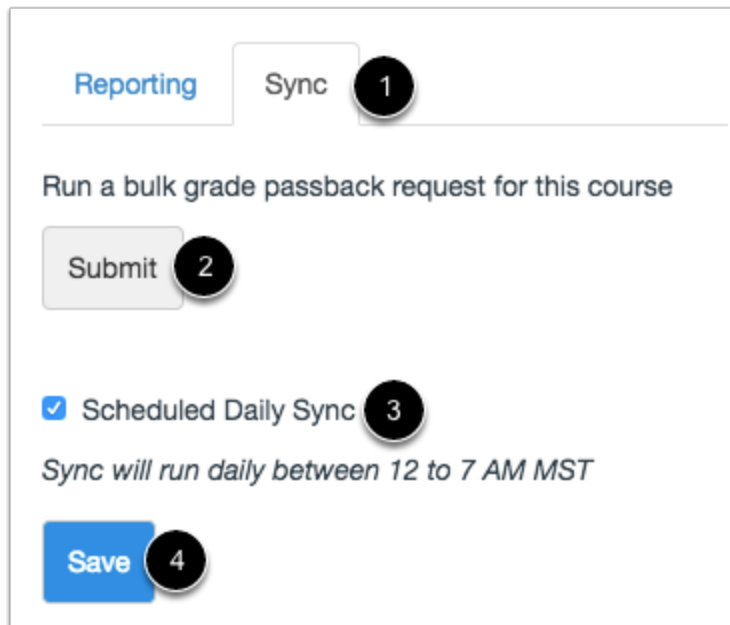 Reporting Sync 1
Run a bulk grade passback request for this course
Submit 2
Scheduled Daily Sync 3
Sync will run daily between 12 to 7 AM MST
Save 4